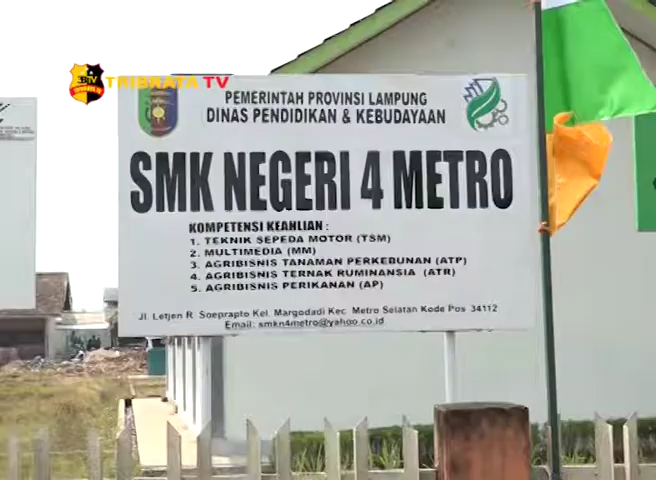 TRIBRATA TV
PEMERINTAH PROVINSI LAMPUNG
DINAS PENDIDIKAN & KEBUDAYAAN
SMK NEGERI 4 METRO
KOMPETENSI KEAHLIAN :
1. TEKNIK SEPEDA MOTOR (TSM)
2. MULTIMEDIA (MM)
3. AGRIBISNIS TANAMAN PERKEBUNAN (ATP)
4. AGRIBISNIS TERNAK RUMINANSIA (ATR)
5. AGRIBISNIS PERIKANAN (AP)
Jl. Letjen R. Soeprapto Kel. Margodadi Kec. Metro Selatan Kode Pos 34112
Email : smkn4metro@yahoo.co.id